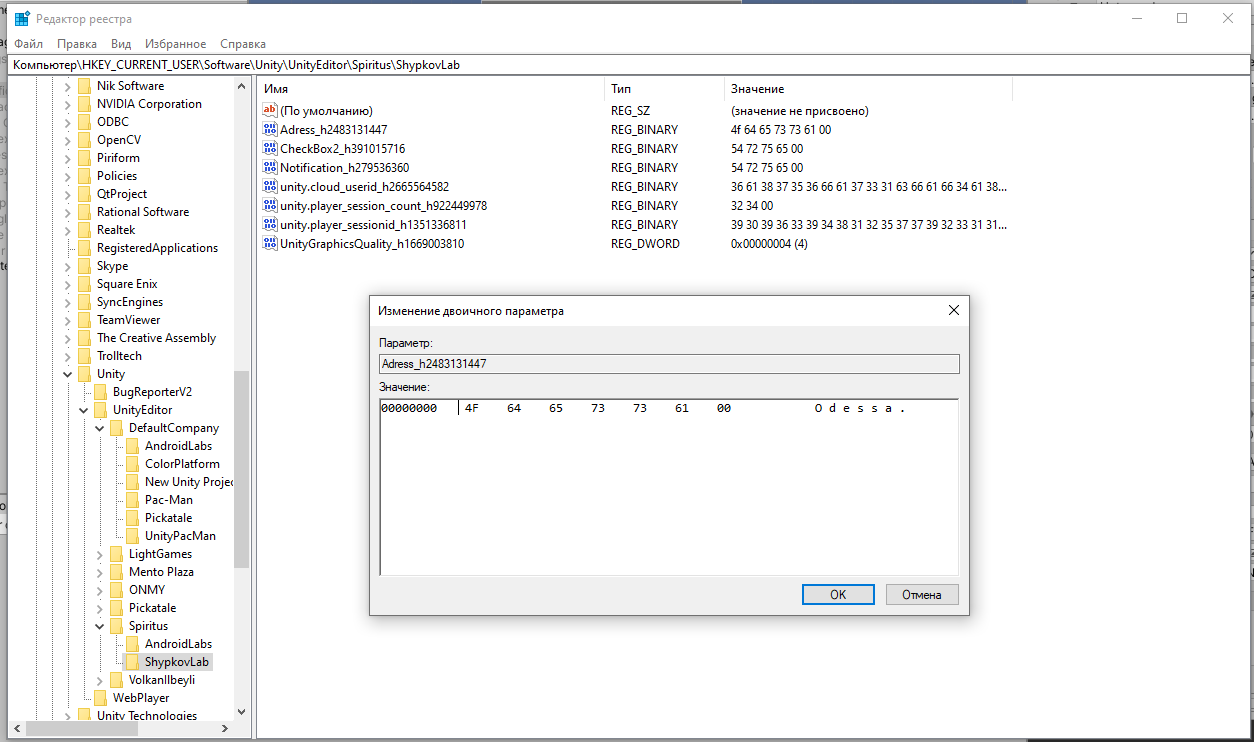 Редактор реестра
Файл Правка Вид Избранное Справка
Компьютер\HKEY_CURRENT_USER\Software\Unity\UnityEditor\Spiritus\ShypkovLab
Nik Software
NVIDIA Corporation
ODBC
OpenCV
Piriform
Policies
QtProject
Rational Software
Realtek
RegisteredApplications
Skype
Square Enix
SyncEngines
TeamViewer
The Creative Assembly
Trolltech
Unity
BugReporterV2
UnityEditor
DefaultCompany
AndroidLabs
ColorPlatform
New Unity Projec
Pac-Man
Pickatale
UnityPacMan
LightGames
Mento Plaza
ONMY
Pickatale
Spiritus
AndroidLabs
ShypkovLab
VolkanIlbeyli
WebPlayer
Unity Technologies
Имя Тип Значение
(По умолчанию) REG_SZ (значение не присвоено)
Adress_h2483131447 REG_BINARY 4f 64 65 73 73 61 00
CheckBox2_h391015716 REG_BINARY 54 72 75 65 00
Notification_h279536360 REG_BINARY 54 72 75 65 00
unity.cloud_userid_h2665564582 REG_BINARY 36 61 38 37 35 36 66 61 37 33 31 63 66 61 66 34 61 38...
unity.player_session_count_h922449978 REG_BINARY 32 34 00
unity.player_sessionid_h1351336811 REG_BINARY 39 30 39 36 33 39 34 38 31 32 35 37 37 39 32 33 31 31...
UnityGraphicsQuality_h1669003810 REG_DWORD 0x00000004 (4)
Изменение двоичного параметра
Параметр:
Adress_h2483131447
Значение:
00000000 4F 64 65 73 73 61 00 O d e s s a .
OK Отмена